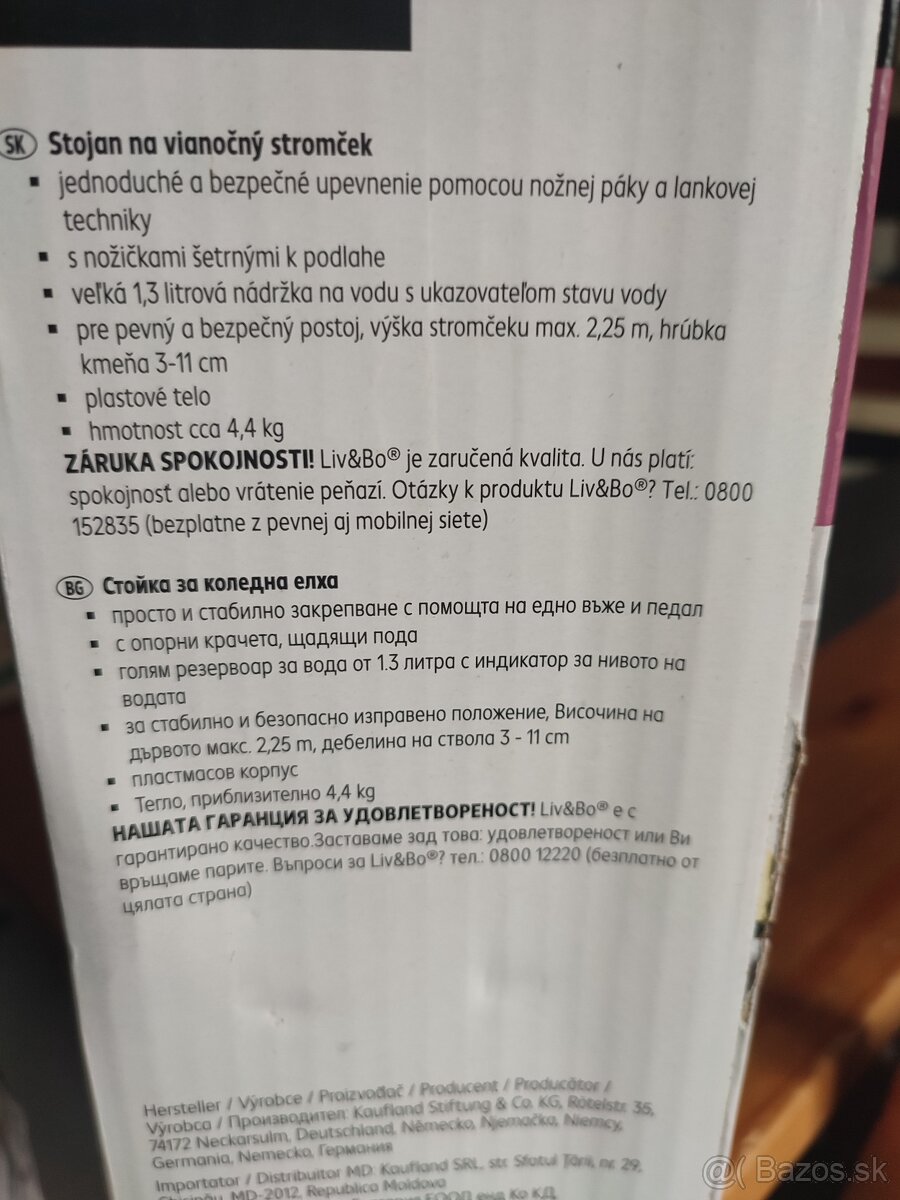 SK Stojan na vianočný stromček
▪ jednoduché a bezpečné upevnenie pomocou nožnej páky a lankovej
techniky
▪ s nožičkami šetrnými k podlahe
▪ veľká 1,3 litrová nádržka na vodu s ukazovateľom stavu vody
▪ pre pevný a bezpečný postoj, výška stromčeku max. 2,25 m, hrúbka
kmeňa 3-11 cm
▪ plastové telo
▪ hmotnost cca 4,4 kg
ZÁRUKA SPOKOJNOSTI! Liv&Bo® je zaručená kvalita. U nás platí:
spokojnosť alebo vrátenie peňazí. Otázky k produktu Liv&Bo®? Tel.: 0800
152835 (bezplatne z pevnej aj mobilnej siete)
BG Стойка за коледна елха
▪ просто и стабилно закрепване с помощта на едно въже и педал
▪ с опорни крачета, щадящи пода
▪ голям резервоар за вода от 1.3 литра с индикатор за нивото на
водата
▪ за стабилно и безопасно изправено положение, Височина на
дървото макс. 2,25 m, дебелина на ствола 3 - 11 cm
▪ пластмасов корпус
▪ Тегло, приблизително 4,4 kg
НАШАТА ГАРАНЦИЯ ЗА УДОВЛЕТВОРЕНОСТ! Liv&Bo® е с
гарантирано качество.Заставаме зад това: удовлетвореност или Ви
връщаме парите. Въпроси за Liv&Bo®? тел.: 0800 12220 (безплатно от
цялата страна)
Hersteller / Výrobce / Proizvođač / Producent / Producător /
Výrobca / Производител: Kaufland Stiftung & Co. KG, Rötelstr. 35,
74172 Neckarsulm, Deutschland, Německo, Njemačka, Niemcy,
Germania, Nemecko, Германия
Importator / Distribuitor MD: Kaufland SRL, str. Sfatul Țării, nr. 29,
Chișinău, MD-2012, Republica Moldova
ЕООД енд Ко КД
@( Bazos.sk